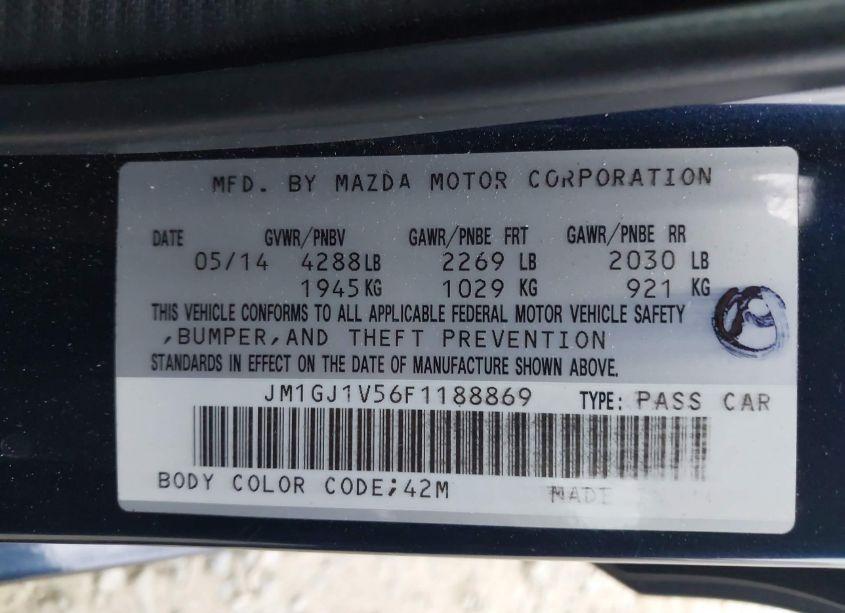 MFD. BY MAZDA MOTOR CORPORATION
DATE GVWR/PNBV GAWR/PNBE FRT GAWR/PNBE RR
05/14 4288LB 2269 LB 2030 LB
1945KG 1029 KG 921 KG
THIS VEHICLE CONFORMS TO ALL APPLICABLE FEDERAL MOTOR VEHICLE SAFETY
,BUMPER,AND THEFT PREVENTION
STANDARDS IN EFFECT ON THE DATE OF MANUFACTURE SHOWN ABOVE.
JM1GJ1V56F1188869 TYPE: PASS CAR
BODY COLOR CODE;42M MADE